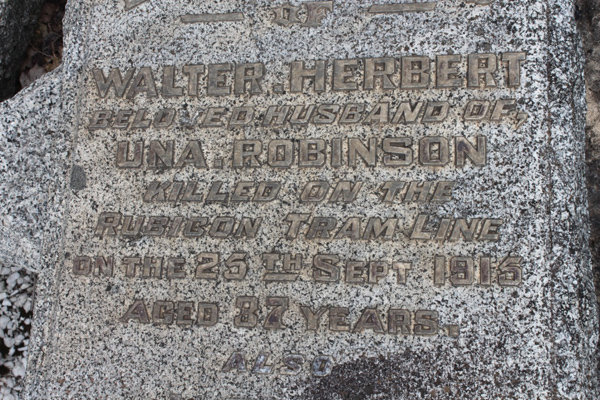 OF
WALTER. HERBERT
BELOVED HUSBAND OF,
UNA. ROBINSON
KILLED ON THE
RUBICON TRAM LINE
ON THE 25TH SEPT 1915
AGED 37 YEARS.
ALSO